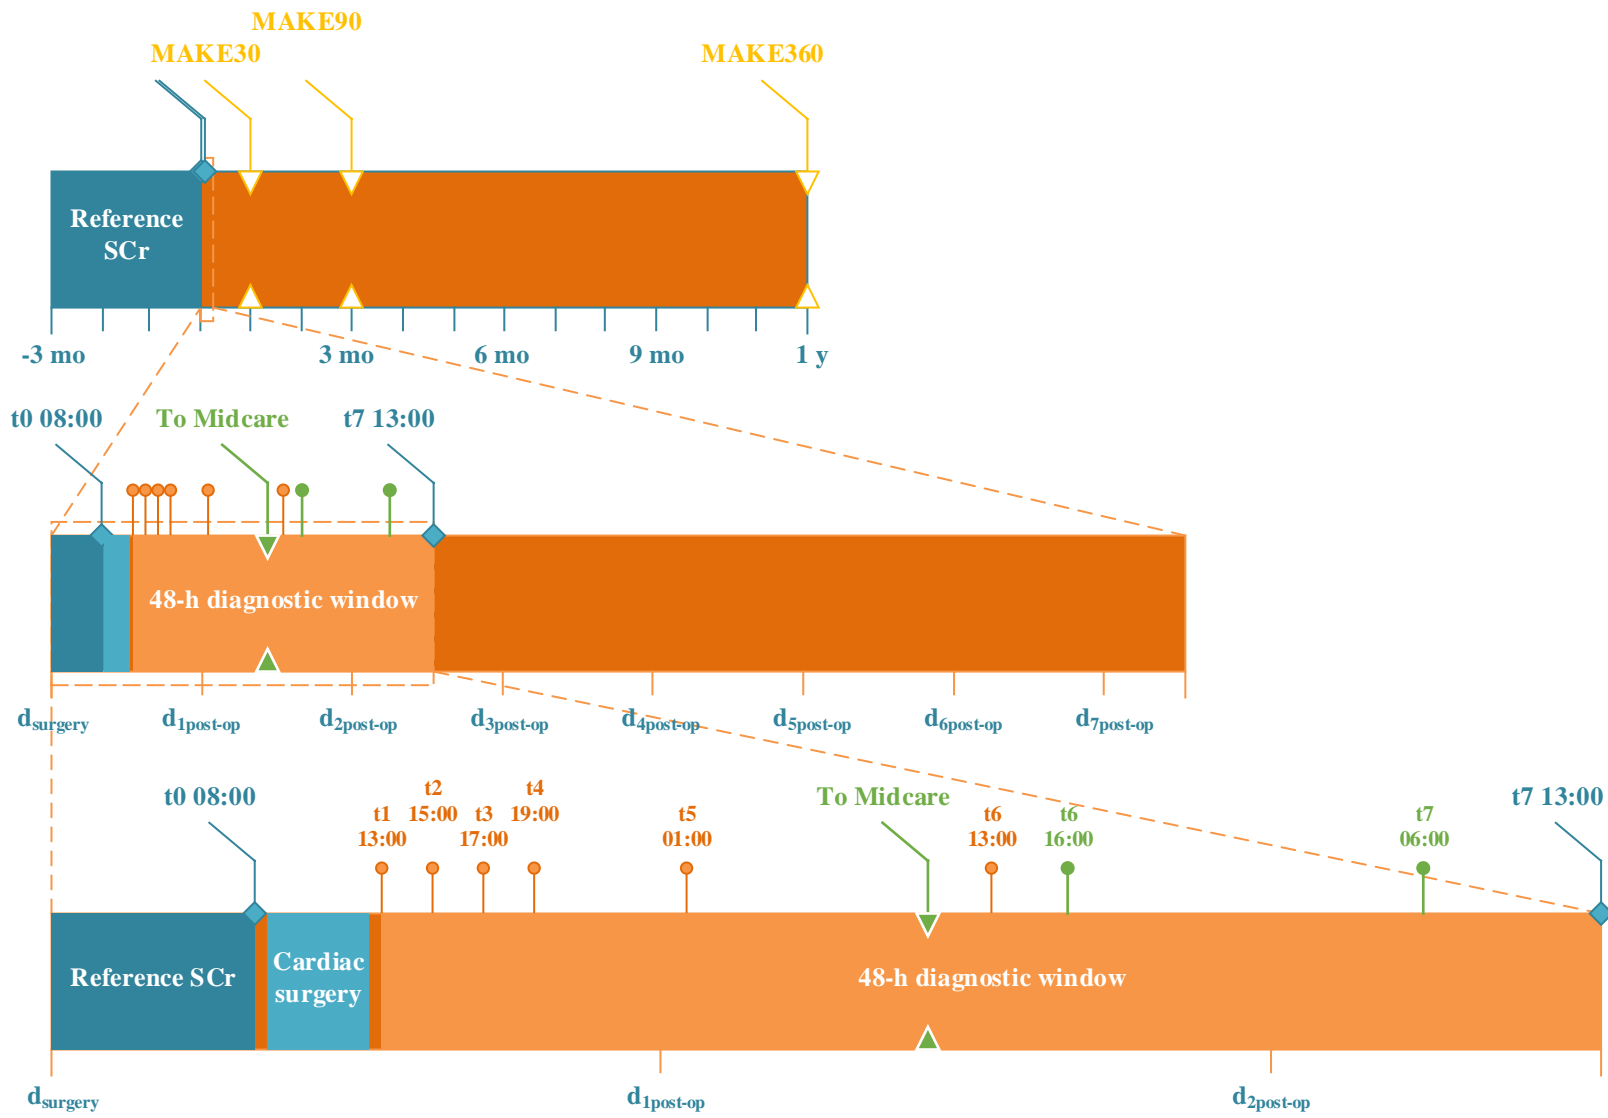 MAKE90
MAKE30
MAKE360
Reference
SCr
-3 mo
3 mo
6 mo
9 mo
1 y
t0 08:00
To Midcare
t7 13:00
48-h diagnostic window
dsurgery
d1post-op
d2post-op
d3post-op
d4post-op
d5post-op
d6post-op
d7post-op
t0 08:00
t1
13:00
t2
15:00
t3
17:00
t4
19:00
t5
01:00
To Midcare
t6
13:00
t6
16:00
t7
06:00
t7 13:00
Reference SCr
Cardiac
surgery
48-h diagnostic window
dsurgery
d1post-op
d2post-op